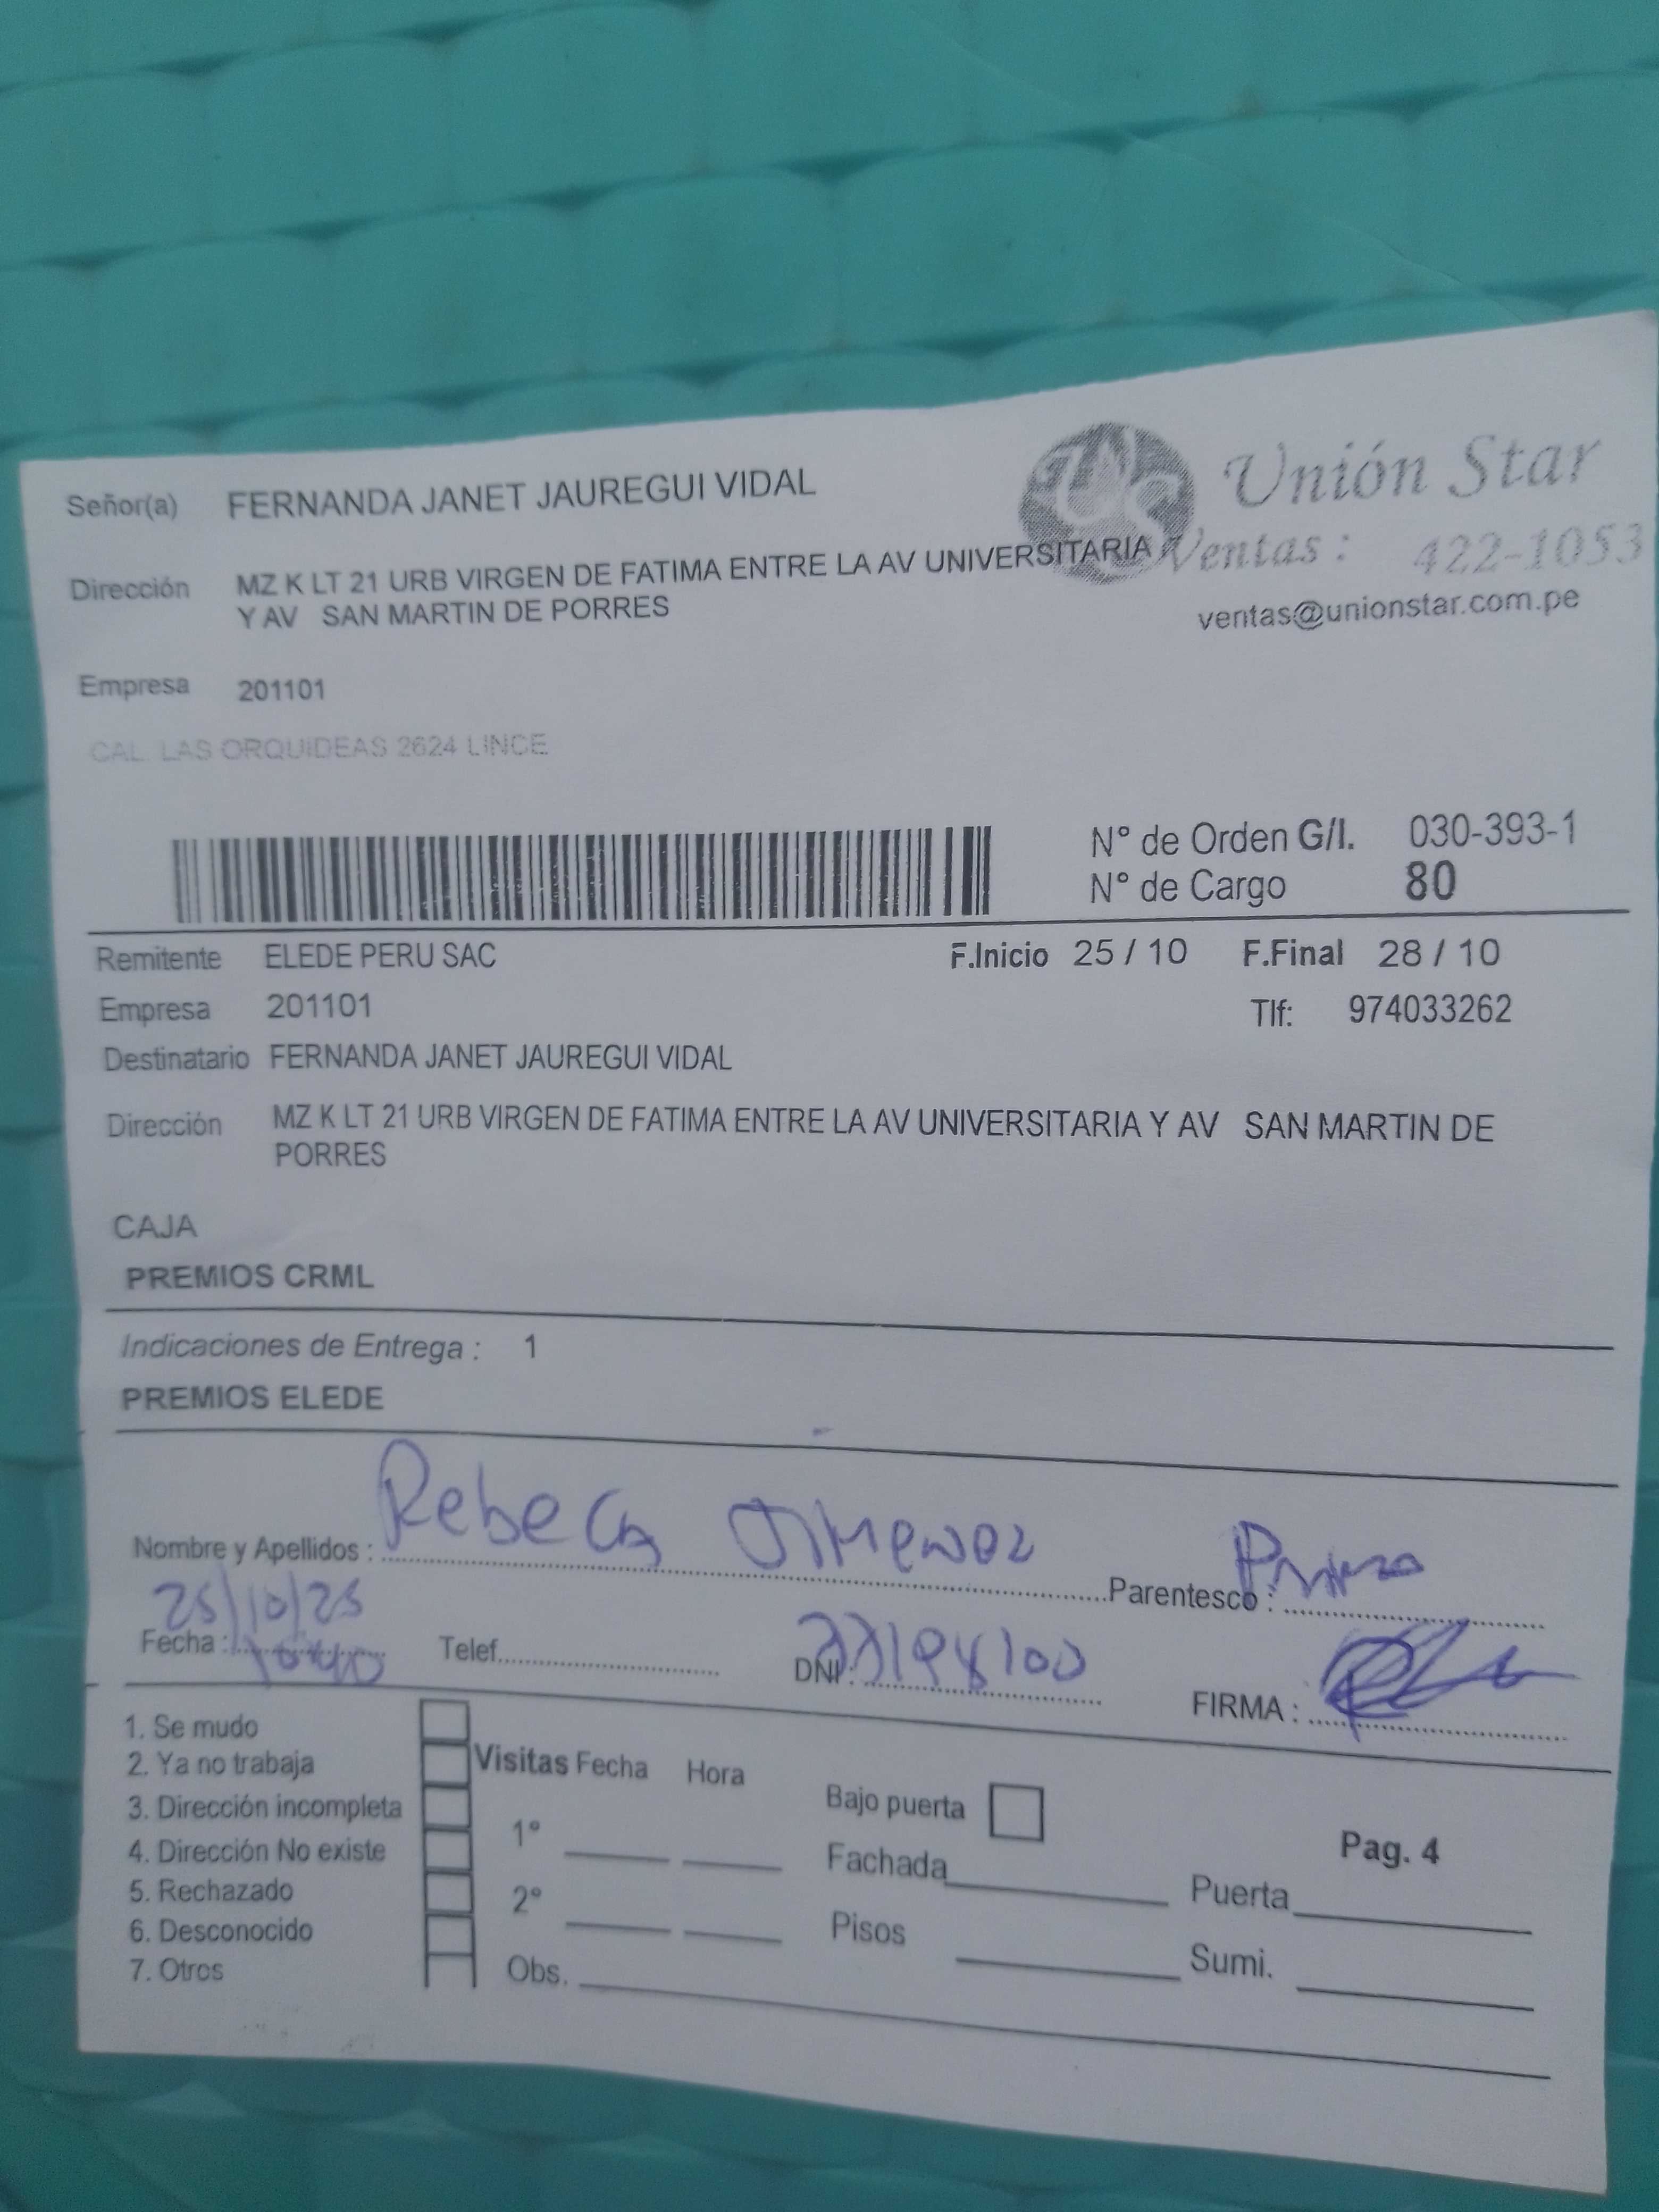 Señor(a) FERNANDA JANET JAUREGUI VIDAL
Unión Star
Ventas : 422-1053
ventas@unionstar.com.pe
Dirección MZ K LT 21 URB VIRGEN DE FATIMA ENTRE LA AV UNIVERSITARIA
Y AV SAN MARTIN DE PORRES
Empresa 201101
CAL. LAS ORQUIDEAS 2624 LINCE
N° de Orden G/I. 030-393-1
N° de Cargo 80
Remitente ELEDE PERU SAC F.Inicio 25 / 10 F.Final 28 / 10
Empresa 201101 Tlf: 974033262
Destinatario FERNANDA JANET JAUREGUI VIDAL
Dirección MZ K LT 21 URB VIRGEN DE FATIMA ENTRE LA AV UNIVERSITARIA Y AV SAN MARTIN DE
PORRES
CAJA
PREMIOS CRML
Indicaciones de Entrega : 1
PREMIOS ELEDE
Nombre y Apellidos : Rebeca Jimenez Parentesco :
Fecha : 25/10/25 Telef. DNI: FIRMA :
1. Se mudo
2. Ya no trabaja
3. Dirección incompleta
4. Dirección No existe
5. Rechazado
6. Desconocido
7. Otros
Visitas Fecha Hora
1°
2°
Obs.
Bajo puerta
Fachada
Pisos
Pag. 4
Puerta
Sumi.